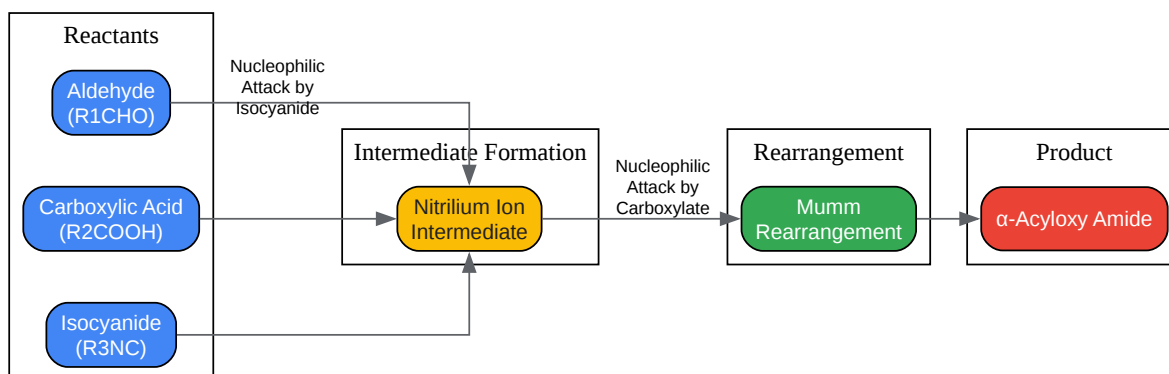 Reactants
Aldehyde
(R1CHO)
Nucleophilic
Attack by
Isocyanide
Carboxylic Acid
(R2COOH)
Isocyanide
(R3NC)
Intermediate Formation
Nitrilium Ion
Intermediate
Nucleophilic
Attack by
Carboxylate
Rearrangement
Mumm
Rearrangement
Product
α-Acyloxy Amide